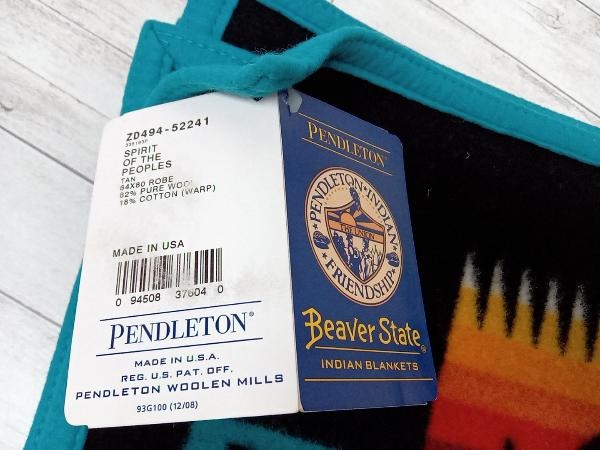 ZD494-52241
SPIRIT
OF THE
PEOPLES
TAN
64X80 ROBE
82% PURE WOOL
18% COTTON (WARP)
MADE IN USA
0 94508 37604 0
PENDLETON®
MADE IN U.S.A.
REG. U.S. PAT. OFF.
PENDLETON WOOLEN MILLS
93G100 (12/08)
PENDLETON®
PENDLETON INDIAN
THE UNION
FRIENDSHIP
Beaver State®
INDIAN BLANKETS